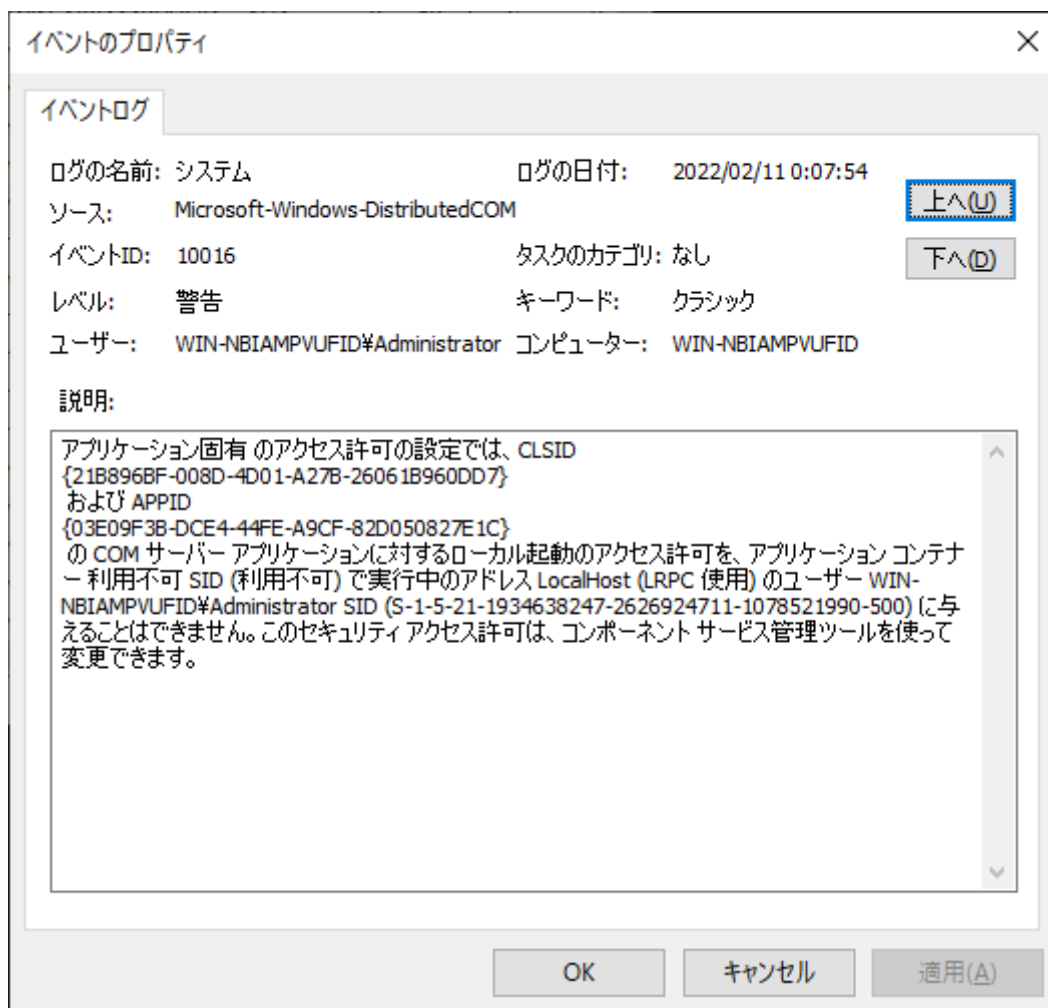 イベントのプロパティ
イベントログ
ログの名前: システム ログの日付: 2022/02/11 0:07:54
上へ(U)
ソース: Microsoft-Windows-DistributedCOM
イベントID: 10016 タスクのカテゴリ: なし
下へ(D)
レベル: 警告 キーワード: クラシック
ユーザー: WIN-NBIAMPVUFID¥Administrator コンピューター: WIN-NBIAMPVUFID
説明:
アプリケーション固有 のアクセス許可の設定では、CLSID
{21B896BF-008D-4D01-A27B-26061B960DD7}
および APPID
{03E09F3B-DCE4-44FE-A9CF-82D050827E1C}
の COM サーバー アプリケーションに対するローカル起動のアクセス許可を、アプリケーション コンテナ
ー 利用不可 SID (利用不可) で実行中のアドレス LocalHost (LRPC 使用) のユーザー WIN-
NBIAMPVUFID¥Administrator SID (S-1-5-21-1934638247-2626924711-1078521990-500) に与
えることはできません。このセキュリティ アクセス許可は、コンポーネント サービス管理ツールを使って
変更できます。
OK キャンセル 適用(A)